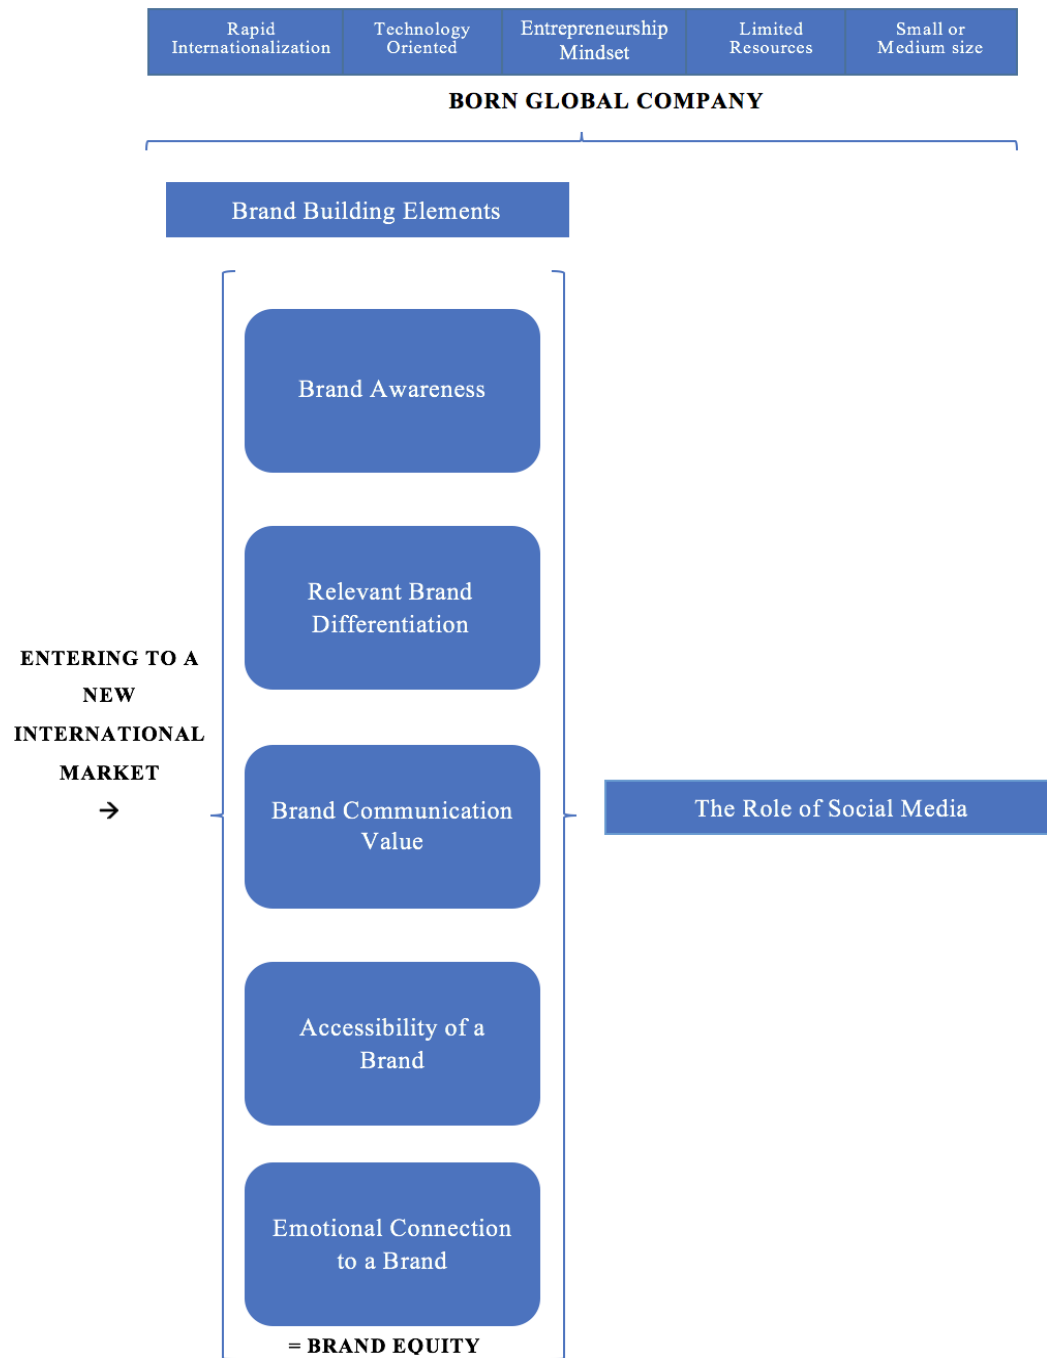 Rapid
Internationalization
Technology
Oriented
Entrepreneurship
Mindset
Limited
Resources
Small or
Medium size
BORN GLOBAL COMPANY
Brand Building Elements
Brand Awareness
Relevant Brand
Differentiation
ENTERING TO A
NEW
INTERNATIONAL
MARKET
→
Brand Communication
Value
The Role of Social Media
Accessibility of a
Brand
Emotional Connection
to a Brand
= BRAND EQUITY